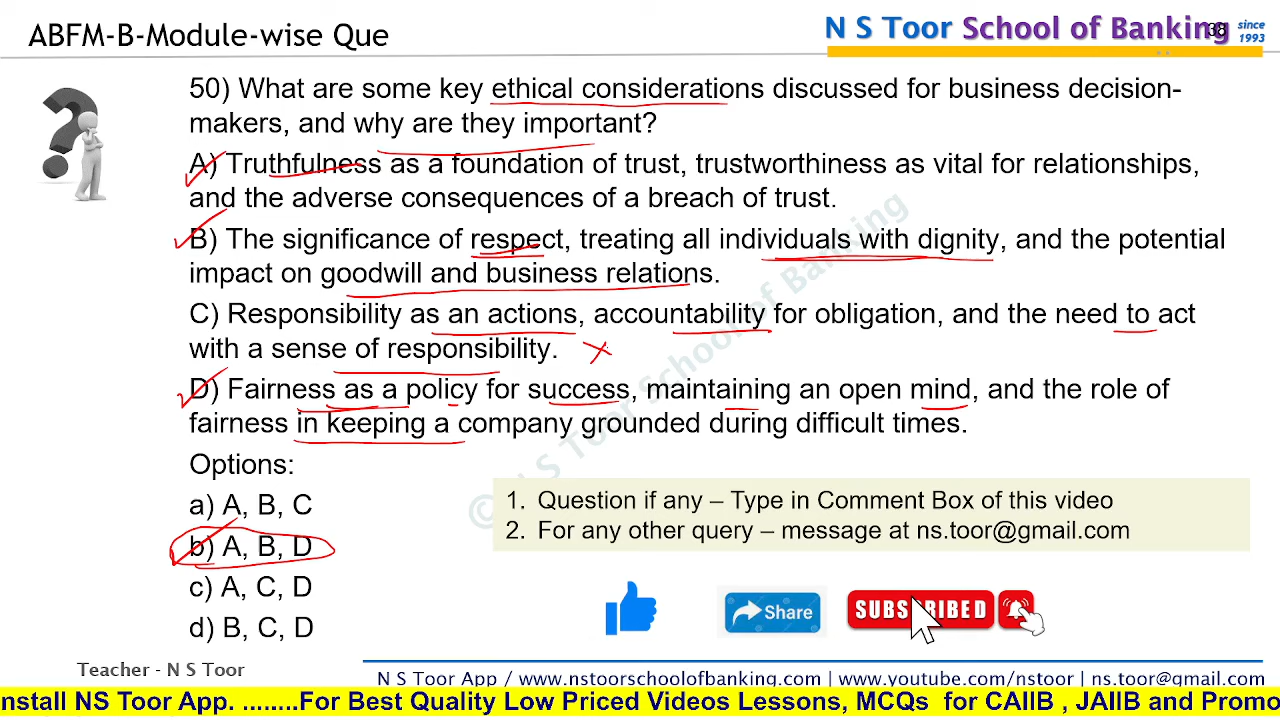 ABFM-B-Module-wise Que
N S Toor School of Banking
38
since
1993
50) What are some key ethical considerations discussed for business decision-
makers, and why are they important?
A) Truthfulness as a foundation of trust, trustworthiness as vital for relationships,
and the adverse consequences of a breach of trust.
B) The significance of respect, treating all individuals with dignity, and the potential
impact on goodwill and business relations.
C) Responsibility as an actions, accountability for obligation, and the need to act
with a sense of responsibility.
D) Fairness as a policy for success, maintaining an open mind, and the role of
fairness in keeping a company grounded during difficult times.
Options:
a) A, B, C
b) A, B, D
c) A, C, D
d) B, C, D
© N S Toor School of Banking
1. Question if any – Type in Comment Box of this video
2. For any other query – message at ns.toor@gmail.com
Share
SUBSCRIBED
Teacher - N S Toor
N S Toor App / www.nstoorschoolofbanking.com | www.youtube.com/nstoor | ns.toor@gmail.com
nstall NS Toor App. ........For Best Quality Low Priced Videos Lessons, MCQs for CAIIB , JAIIB and Promo